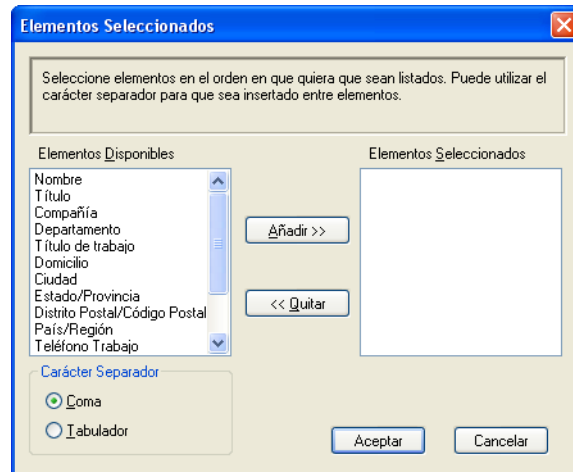 Elementos Seleccionados
Seleccione elementos en el orden en que quiera que sean listados. Puede utilizar el
carácter separador para que sea insertado entre elementos.
Elementos Disponibles
Elementos Seleccionados
Nombre
Título
Compañía
Departamento
Título de trabajo
Domicilio
Ciudad
Estado/Provincia
Distrito Postal/Código Postal
País/Región
Teléfono Trabajo
Añadir >>
<< Quitar
Carácter Separador
Coma
Tabulador
Aceptar
Cancelar